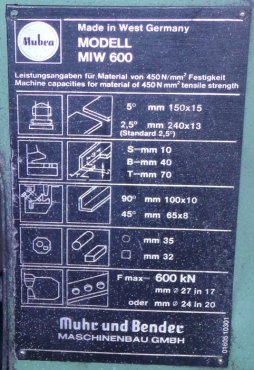 Mubea
Made in West Germany
MODELL
MIW 600
Leistungsangaben für Material von 450 N/mm² Festigkeit
Machine capacities for material of 450 N mm² tensile strength
5° mm 150x15
2,5° mm 240x13
(Standard 2,5°)
S—mm 10
B—mm 40
T—mm 70
90° mm 100x10
45° mm 65x8
mm 35
mm 32
F max— 600 kN
mm ⌀ 27 in 17
oder mm ⌀ 24 in 20
Muhr und Bender
MASCHINENBAU GMBH